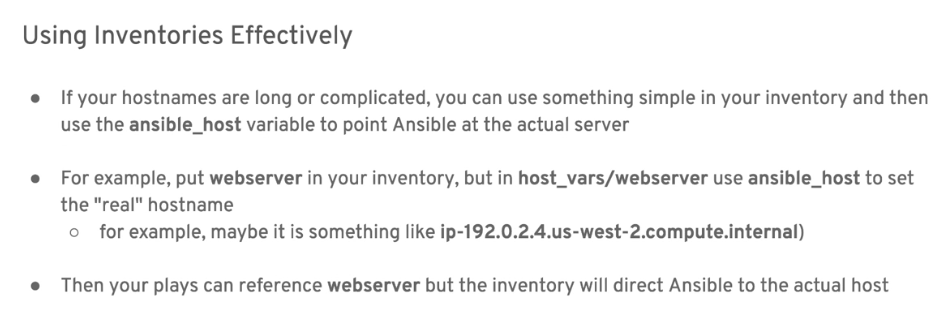 Using Inventories Effectively
● If your hostnames are long or complicated, you can use something simple in your inventory and then
use the ansible_host variable to point Ansible at the actual server
● For example, put webserver in your inventory, but in host_vars/webserver use ansible_host to set
the "real" hostname
○ for example, maybe it is something like ip-192.0.2.4.us-west-2.compute.internal)
● Then your plays can reference webserver but the inventory will direct Ansible to the actual host